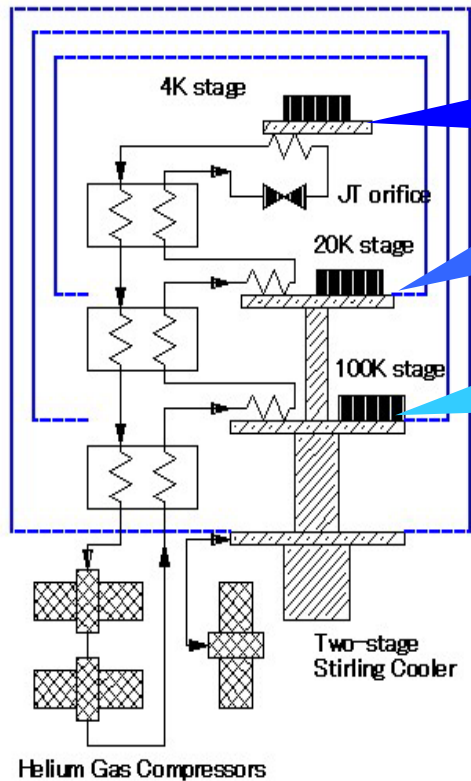 4K stage
JT orifice
20K stage
100K stage
Two-stage
Stirling Cooler
Helium Gas Compressors